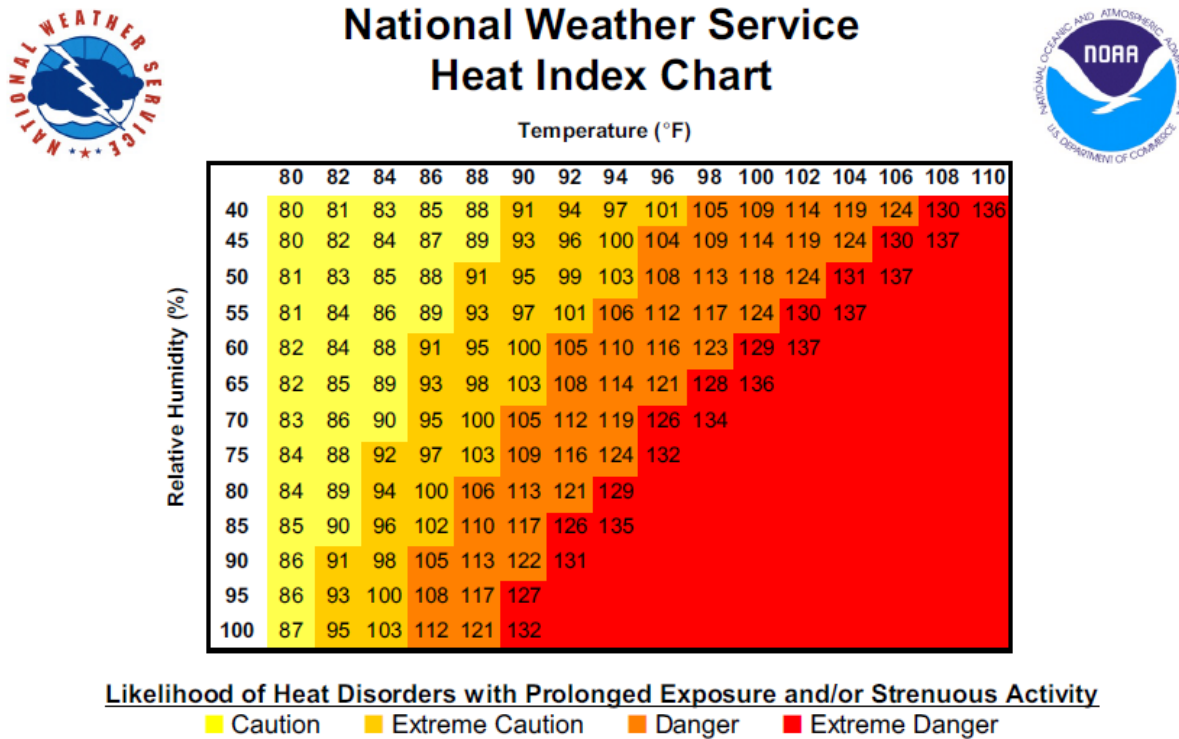 NATIONAL WEATHER SERVICE
National Weather Service
Heat Index Chart
NOAA
NATIONAL OCEANIC AND ATMOSPHERIC
U.S. DEPARTMENT OF COMMERCE
Temperature (°F)
80 82 84 86 88 90 92 94 96 98 100 102 104 106 108 110
Relative Humidity (%)
40 80 81 83 85 88 91 94 97 101 105 109 114 119 124 130 136
45 80 82 84 87 89 93 96 100 104 109 114 119 124 130 137
50 81 83 85 88 91 95 99 103 108 113 118 124 131 137
55 81 84 86 89 93 97 101 106 112 117 124 130 137
60 82 84 88 91 95 100 105 110 116 123 129 137
65 82 85 89 93 98 103 108 114 121 128 136
70 83 86 90 95 100 105 112 119 126 134
75 84 88 92 97 103 109 116 124 132
80 84 89 94 100 106 113 121 129
85 85 90 96 102 110 117 126 135
90 86 91 98 105 113 122 131
95 86 93 100 108 117 127
100 87 95 103 112 121 132
Likelihood of Heat Disorders with Prolonged Exposure and/or Strenuous Activity
Caution Extreme Caution Danger Extreme Danger